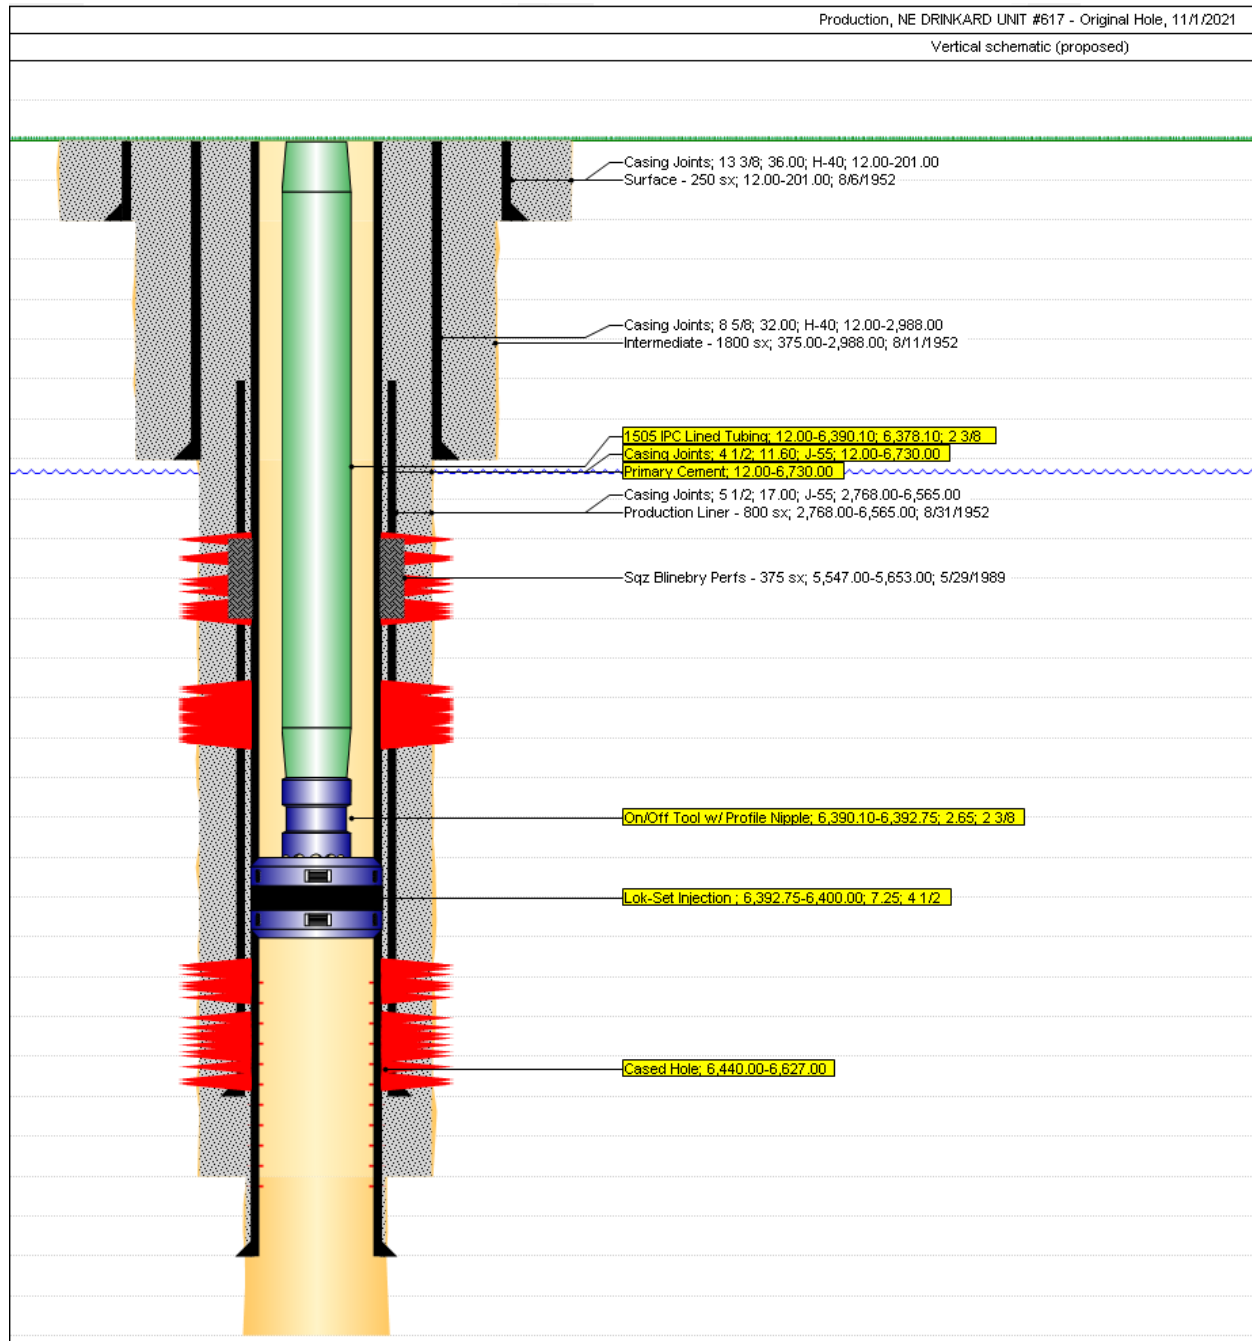 Production, NE DRINKARD UNIT #617 - Original Hole, 11/1/2021
Vertical schematic (proposed)
Casing Joints; 13 3/8; 36.00; H-40; 12.00-201.00
Surface - 250 sx; 12.00-201.00; 8/6/1952
Casing Joints; 8 5/8; 32.00; H-40; 12.00-2,988.00
Intermediate - 1800 sx; 375.00-2,988.00; 8/11/1952
1505 IPC Lined Tubing; 12.00-6,390.10; 6,378.10; 2 3/8
Casing Joints; 4 1/2; 11.60; J-55; 12.00-6,730.00
Primary Cement; 12.00-6,730.00
Casing Joints; 5 1/2; 17.00; J-55; 2,768.00-6,565.00
Production Liner - 800 sx; 2,768.00-6,565.00; 8/31/1952
Sqz Blinebry Perfs - 375 sx; 5,547.00-5,653.00; 5/29/1989
On/Off Tool w/ Profile Nipple; 6,390.10-6,392.75; 2.65; 2 3/8
Lok-Set Injection ; 6,392.75-6,400.00; 7.25; 4 1/2
Cased Hole; 6,440.00-6,627.00